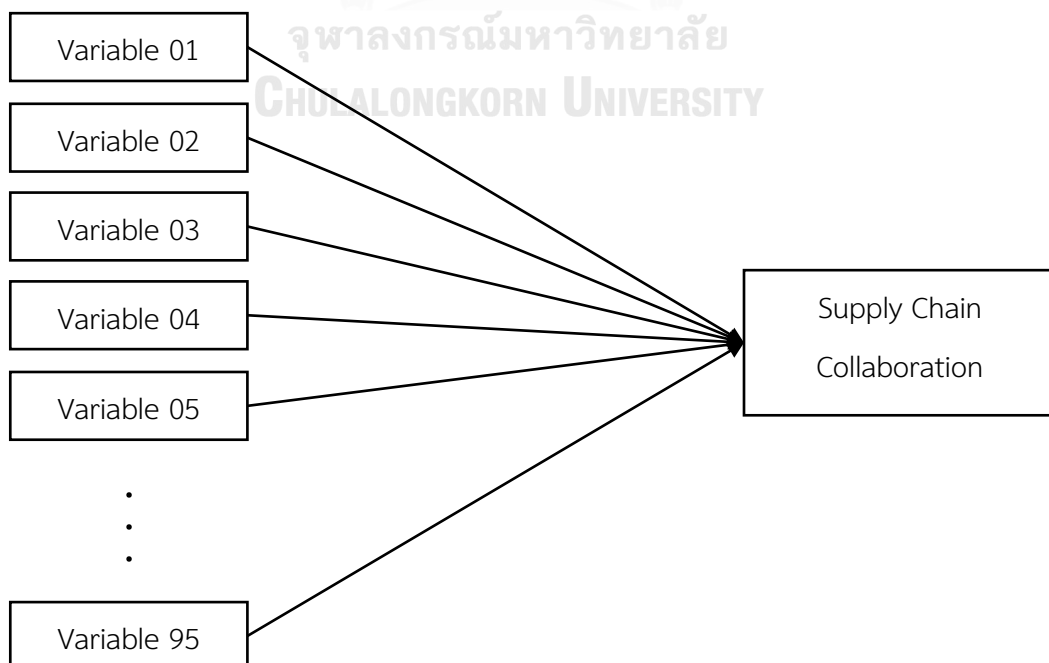 จุฬาลงกรณ์มหาวิทยาลัย
CHULALONGKORN UNIVERSITY
Variable 01
Variable 02
Variable 03
Variable 04
Variable 05
Variable 95
Supply Chain
Collaboration